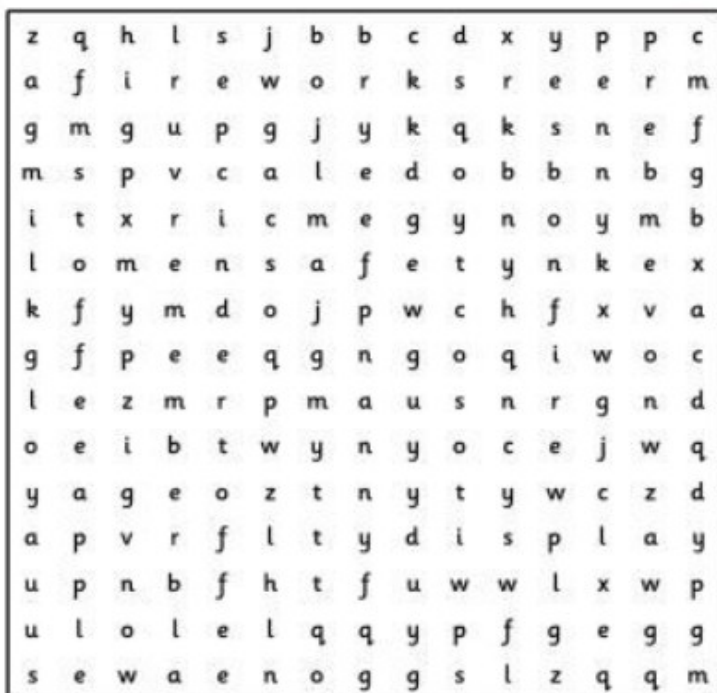 z q h l s j b b c d x y p p c
a f i r e w o r k s r e e r m
g m g u p g j y k q k s n e f
m s p v c a l e d o b b n b g
i t x r i c m e g y n o y m b
l o m e n s a f e t y n k e x
k f y m d o j p w c h f x v a
g f p e e q g n g o q i w o c
l e z m r p m a u s n r g n d
o e i b t w y n y o c e j w q
y a g e o z t n y t y w c z d
a p v r f l t y d i s p l a y
u p n b f h t f u w w l x w p
u l o l e l q q y p f g e g g
s e w a e n o g g s l z q q m